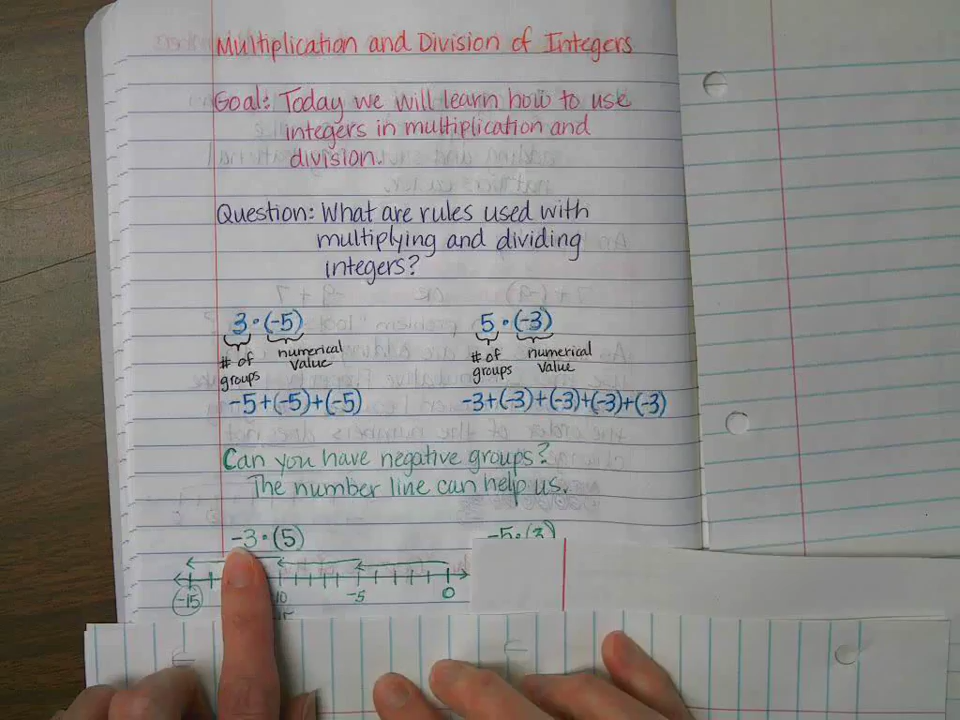 Multiplication and Division of Integers
Goal: Today we will learn how to use
integers in multiplication and
division.
Question: What are rules used with
multiplying and dividing
integers?
3 · (-5)
# of
groups
numerical
value
-5+(-5)+(-5)
5 · (-3)
# of
groups
numerical
value
-3+(-3)+(-3)+(-3)+(-3)
Can you have negative groups?
The number line can help us.
-3 · (5)
-15
-5
0
-5 · (3)